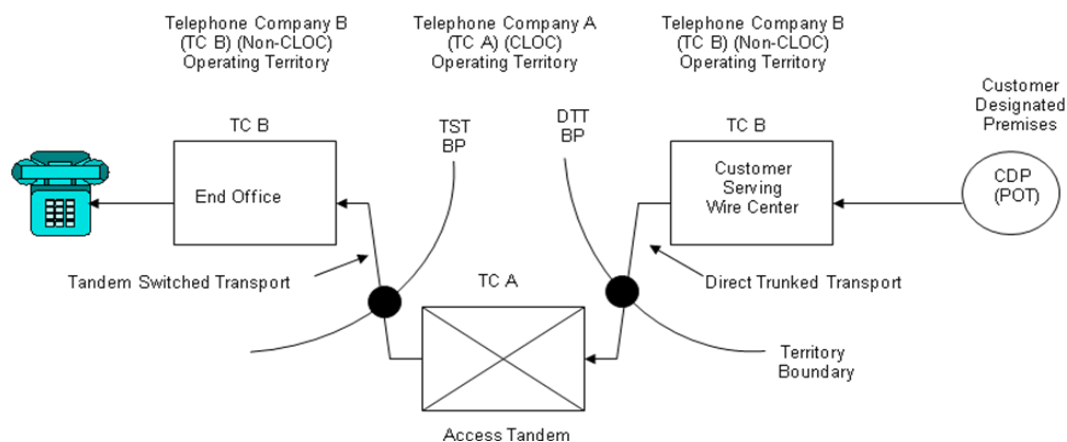 Telephone Company B
(TC B) (Non-CLOC)
Operating Territory
Telephone Company A
(TC A) (CLOC)
Operating Territory
Telephone Company B
(TC B) (Non-CLOC)
Operating Territory
Customer
Designated
Premises
TC B
TST
BP
DTT
BP
TC B
End Office
Customer
Serving
Wire Center
CDP
(POT)
Tandem Switched Transport
TC A
Direct Trunked Transport
Territory
Boundary
Access Tandem